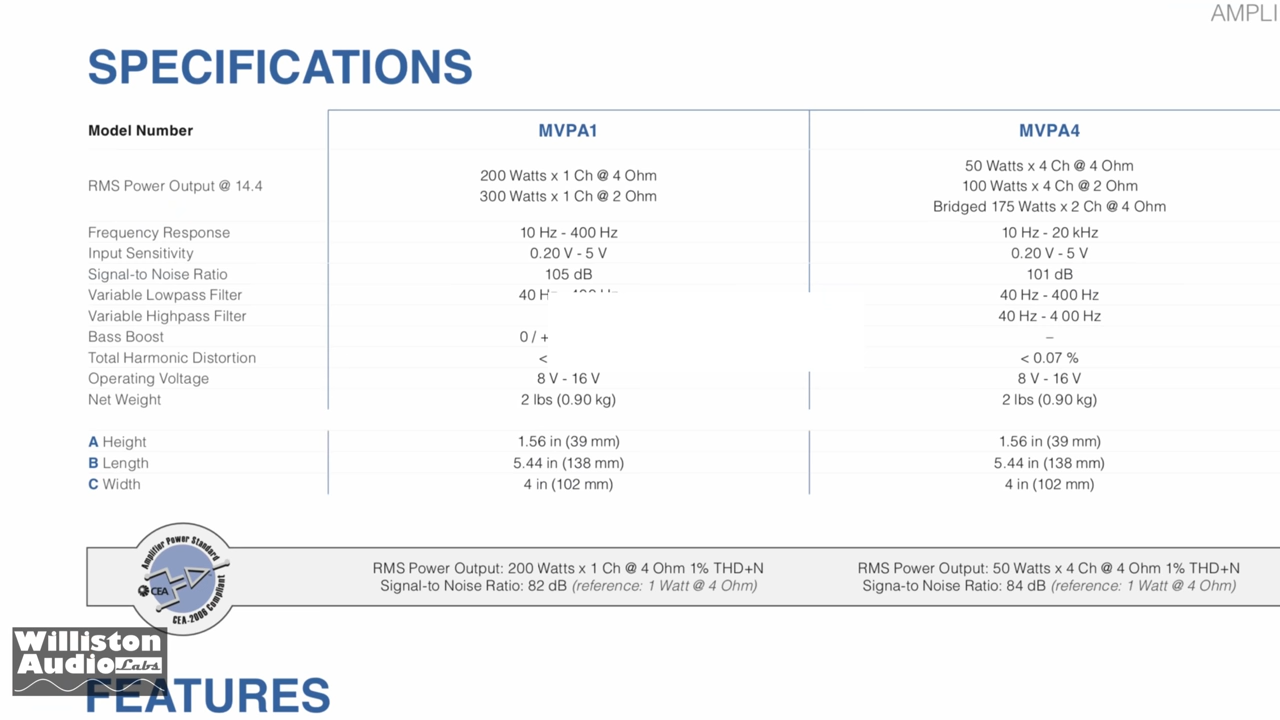 AMPLI
SPECIFICATIONS
Model Number MVPA1 MVPA4
RMS Power Output @ 14.4
200 Watts x 1 Ch @ 4 Ohm
300 Watts x 1 Ch @ 2 Ohm
50 Watts x 4 Ch @ 4 Ohm
100 Watts x 4 Ch @ 2 Ohm
Bridged 175 Watts x 2 Ch @ 4 Ohm
Frequency Response 10 Hz - 400 Hz 10 Hz - 20 kHz
Input Sensitivity 0.20 V - 5 V 0.20 V - 5 V
Signal-to Noise Ratio 105 dB 101 dB
Variable Lowpass Filter 40 40 Hz - 400 Hz
Variable Highpass Filter 40 Hz - 4 00 Hz
Bass Boost 0 / + –
Total Harmonic Distortion < < 0.07 %
Operating Voltage 8 V - 16 V 8 V - 16 V
Net Weight 2 lbs (0.90 kg) 2 lbs (0.90 kg)
A Height 1.56 in (39 mm) 1.56 in (39 mm)
B Length 5.44 in (138 mm) 5.44 in (138 mm)
C Width 4 in (102 mm) 4 in (102 mm)
Amplifier Power Standard
CEA
CEA-2006 Compliant
RMS Power Output: 200 Watts x 1 Ch @ 4 Ohm 1% THD+N
Signal-to Noise Ratio: 82 dB (reference: 1 Watt @ 4 Ohm)
RMS Power Output: 50 Watts x 4 Ch @ 4 Ohm 1% THD+N
Signa-to Noise Ratio: 84 dB (reference: 1 Watt @ 4 Ohm)
Williston
Audio Labs
FEATURES